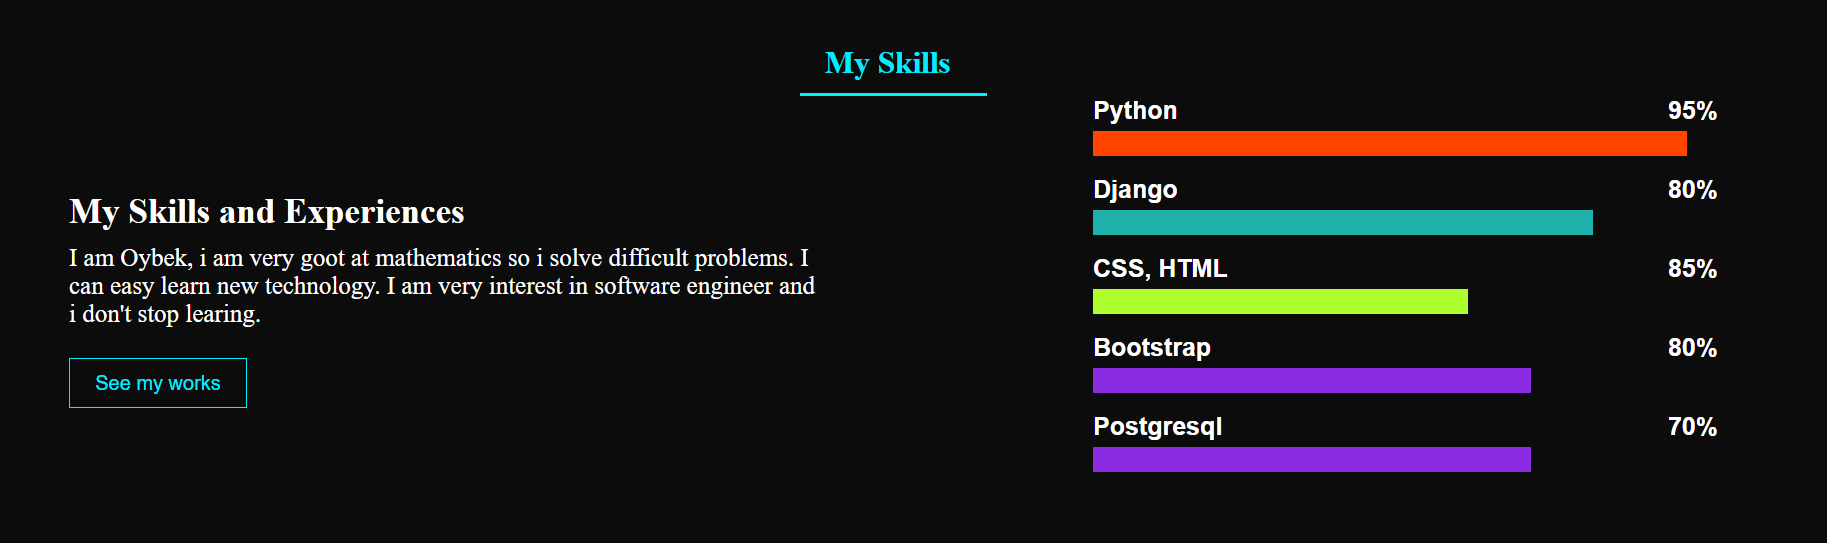 My Skills
My Skills and Experiences
I am Oybek, i am very goot at mathematics so i solve difficult problems. I
can easy learn new technology. I am very interest in software engineer and
i don't stop learing.
See my works
Python 95%
Django 80%
CSS, HTML 85%
Bootstrap 80%
Postgresql 70%